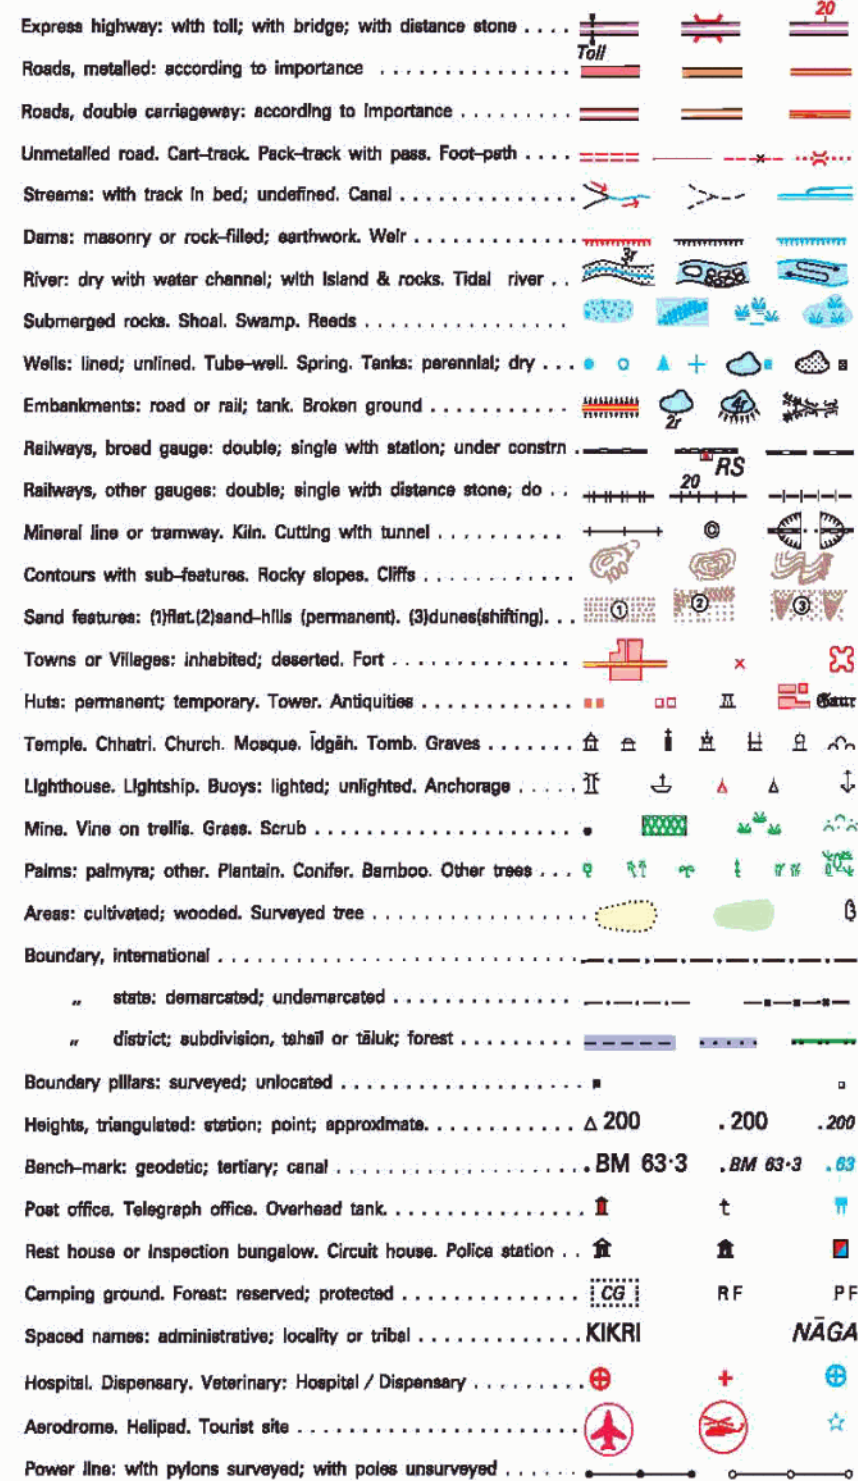 Express highway: with toll; with bridge; with distance stone . . . . 20
Toll
Roads, metalled: according to importance . . . . . . . . . . . . . . .
Roads, double carriageway: according to importance . . . . . . . . .
Unmetalled road. Cart-track. Pack-track with pass. Foot-path . . . .
Streams: with track in bed; undefined. Canal . . . . . . . . . . . . . .
Dams: masonry or rock-filled; earthwork. Weir . . . . . . . . . . . . .
River: dry with water channel; with island & rocks. Tidal river . . 3r
Submerged rocks. Shoal. Swamp. Reeds . . . . . . . . . . . . . . . .
Wells: lined; unlined. Tube-well. Spring. Tanks: perennial; dry . . .
Embankments: road or rail; tank. Broken ground . . . . . . . . . . . 2r 4r
Railways, broad gauge: double; single with station; under constrn . RS
Railways, other gauges: double; single with distance stone; do . . 20
Mineral line or tramway. Kiln. Cutting with tunnel . . . . . . . . . .
Contours with sub-features. Rocky slopes. Cliffs . . . . . . . . . . . . 100
Sand features: (1)flat.(2)sand-hills (permanent). (3)dunes(shifting). . . 1 2 3
Towns or Villages: inhabited; deserted. Fort . . . . . . . . . . . . . .
Huts: permanent; temporary. Tower. Antiquities . . . . . . . . . . . . Gaur
Temple. Chhatri. Church. Mosque. Īdgāh. Tomb. Graves . . . . . . .
Lighthouse. Lightship. Buoys: lighted; unlighted. Anchorage . . . . .
Mine. Vine on trellis. Grass. Scrub . . . . . . . . . . . . . . . . . . . .
Palms: palmyra; other. Plantain. Conifer. Bamboo. Other trees . . .
Areas: cultivated; wooded. Surveyed tree . . . . . . . . . . . . . . . .
Boundary, international . . . . . . . . . . . . . . . . . . . . . . . . . . .
„ state: demarcated; undemarcated . . . . . . . . . . . . . .
„ district; subdivision, tahsīl or tāluk; forest . . . . . . . . .
Boundary pillars: surveyed; unlocated . . . . . . . . . . . . . . . . . .
Heights, triangulated: station; point; approximate. . . . . . . . . . . . 200 .200 .200
Bench-mark: geodetic; tertiary; canal . . . . . . . . . . . . . . . . . . .BM 63·3 .BM 63·3 .63
Post office. Telegraph office. Overhead tank. . . . . . . . . . . . . . . t
Rest house or Inspection bungalow. Circuit house. Police station . .
Camping ground. Forest: reserved; protected . . . . . . . . . . . . . . CG RF PF
Spaced names: administrative; locality or tribal . . . . . . . . . . . . KIKRI NĀGA
Hospital. Dispensary. Veterinary: Hospital / Dispensary . . . . . . . . .
Aerodrome. Helipad. Tourist site . . . . . . . . . . . . . . . . . . . . . .
Power line: with pylons surveyed; with poles unsurveyed . . . . . .